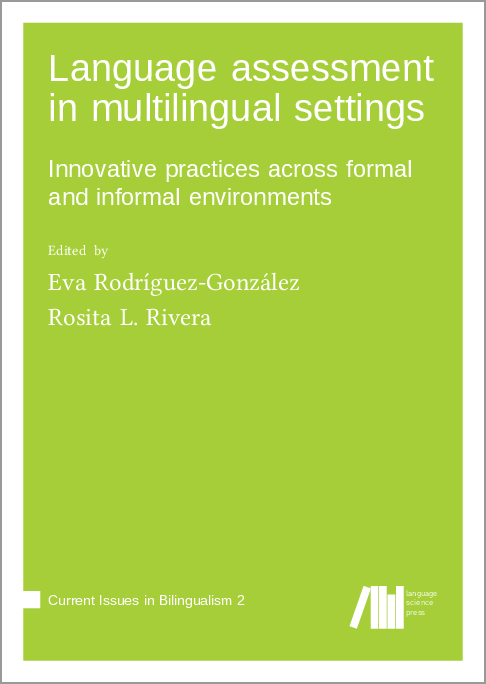 Language assessment
in multilingual settings
Innovative practices across formal
and informal environments
Edited by
Eva Rodríguez-González
Rosita L. Rivera
Current Issues in Bilingualism 2
language
science
press